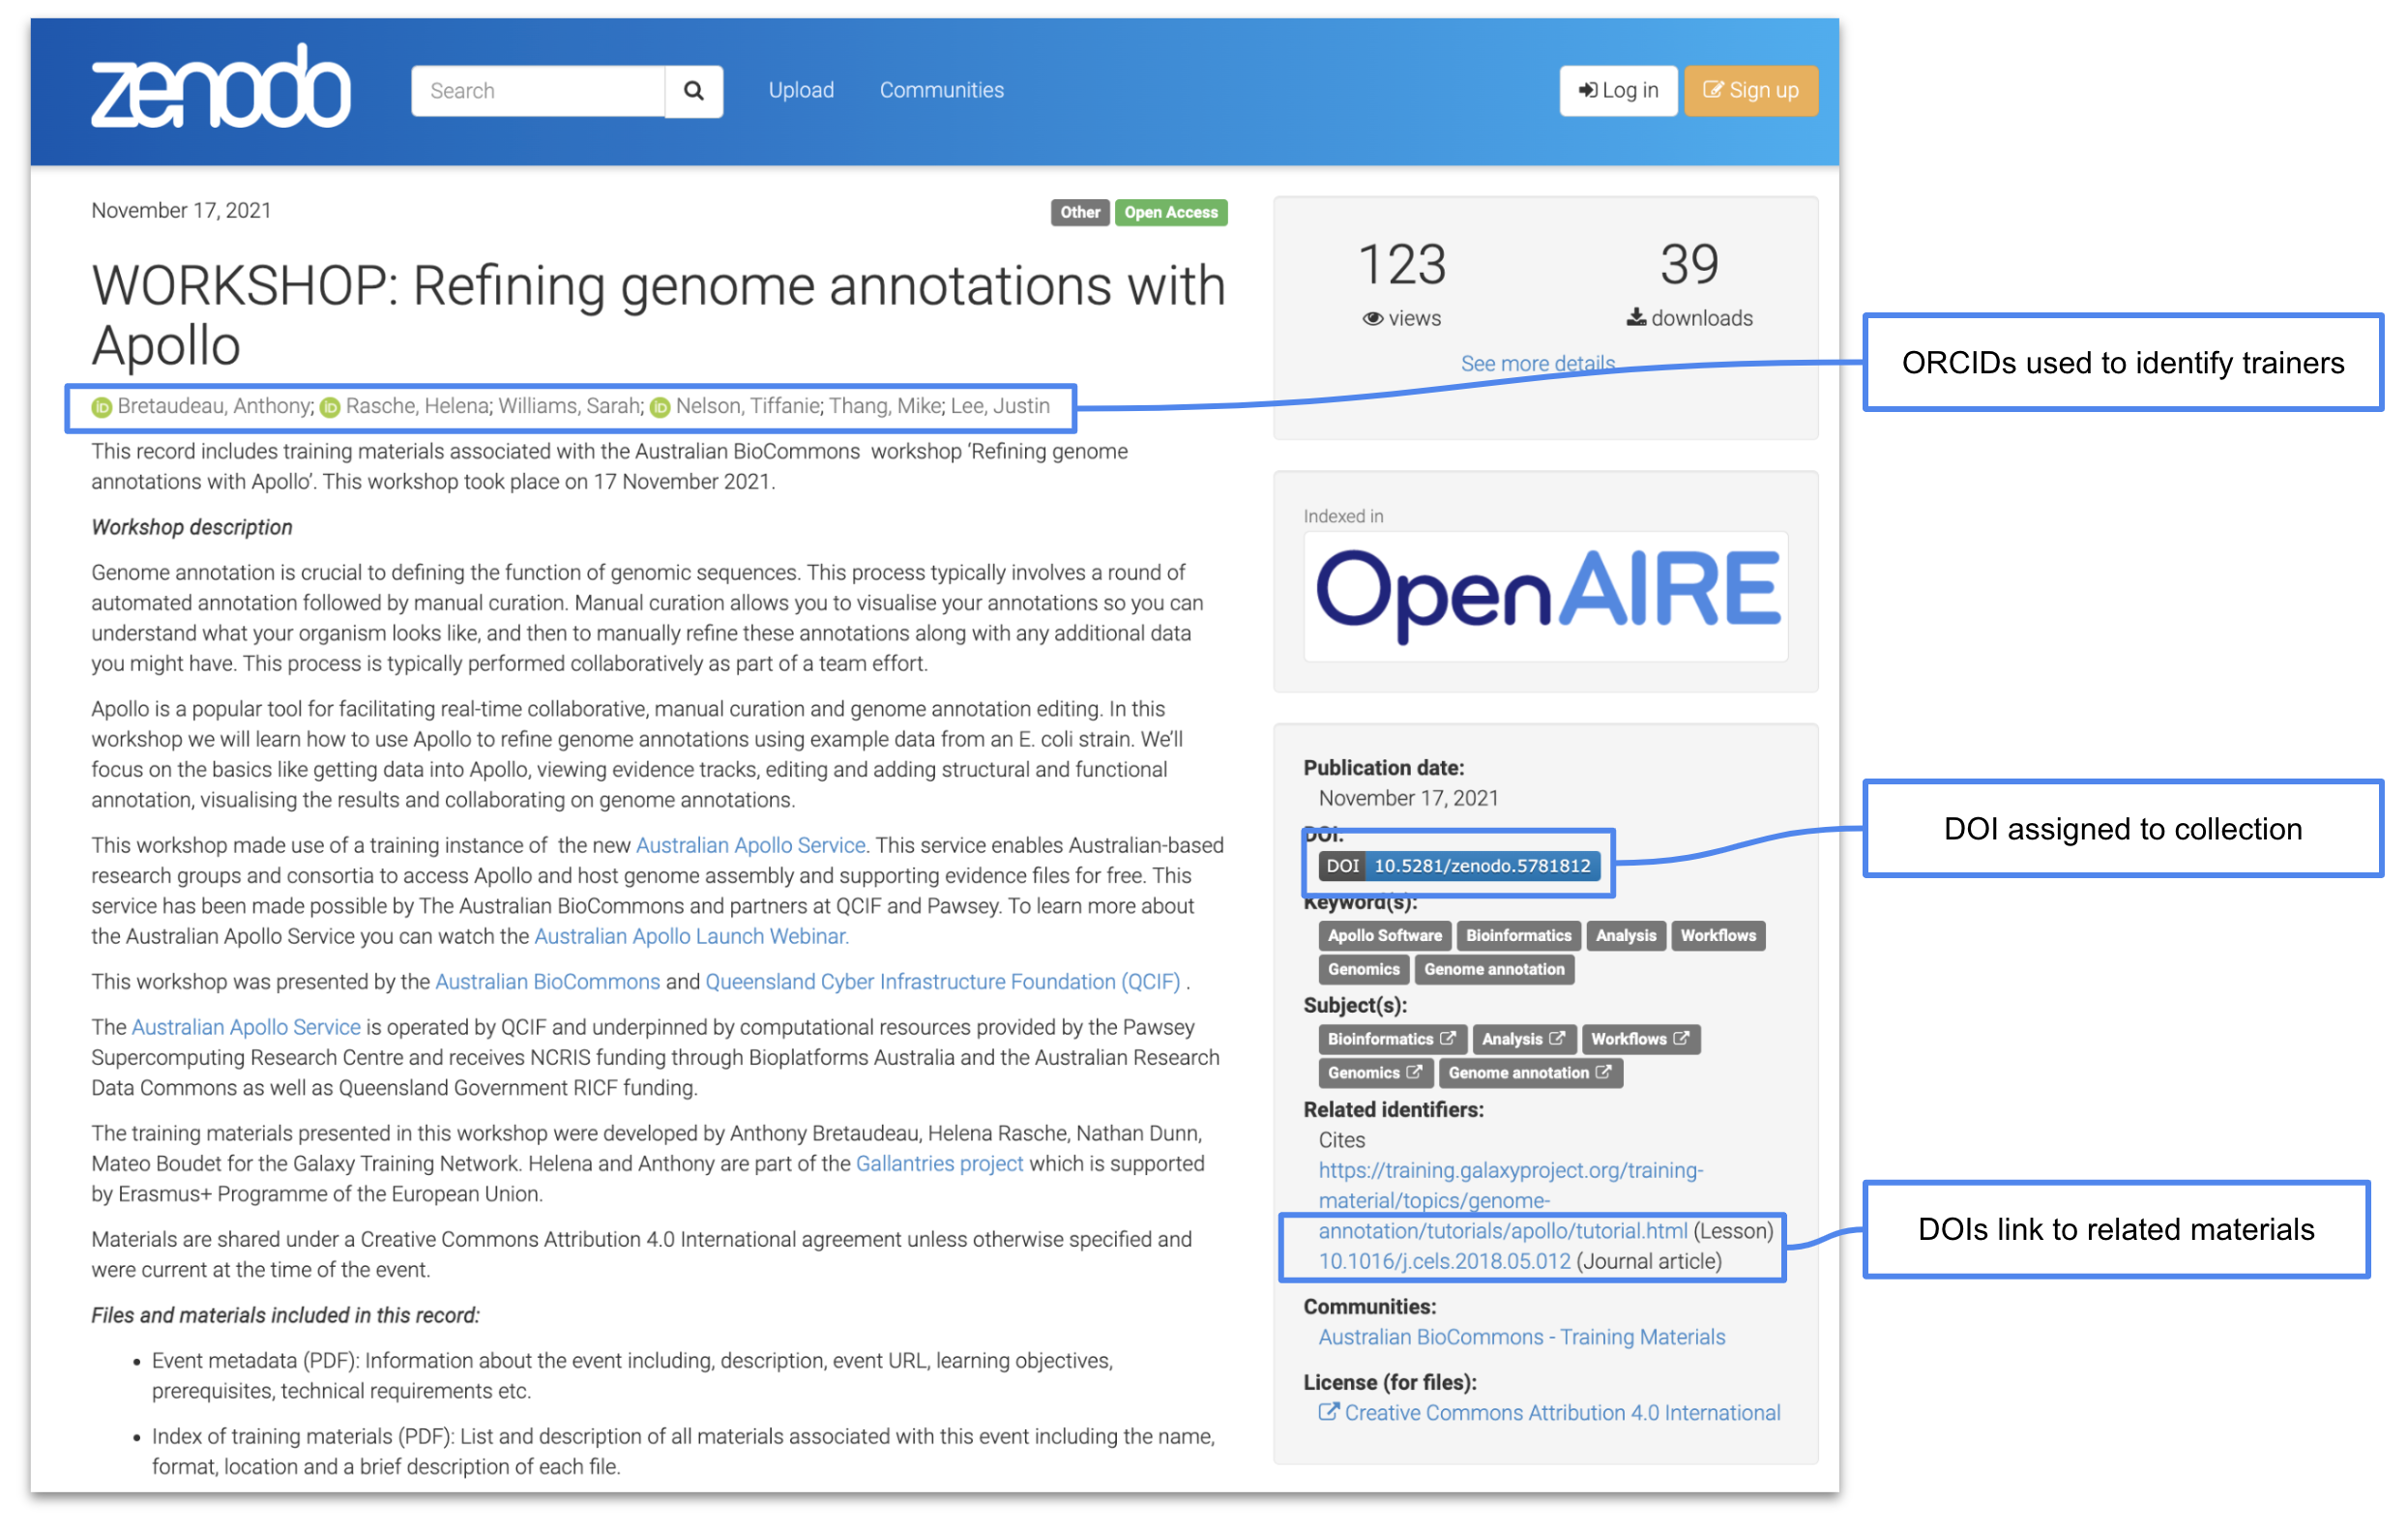 zenodo
Search
Upload
Communities
Log in
Sign up
November 17, 2021
Other
Open Access
WORKSHOP: Refining genome annotations with
Apollo
iD Bretaudeau, Anthony; iD Rasche, Helena; Williams, Sarah; iD Nelson, Tiffanie; Thang, Mike; Lee, Justin
This record includes training materials associated with the Australian BioCommons  workshop ‘Refining genome
annotations with Apollo’. This workshop took place on 17 November 2021.
Workshop description
Genome annotation is crucial to defining the function of genomic sequences. This process typically involves a round of
automated annotation followed by manual curation. Manual curation allows you to visualise your annotations so you can
understand what your organism looks like, and then to manually refine these annotations along with any additional data
you might have. This process is typically performed collaboratively as part of a team effort.
Apollo is a popular tool for facilitating real-time collaborative, manual curation and genome annotation editing. In this
workshop we will learn how to use Apollo to refine genome annotations using example data from an E. coli strain. We’ll
focus on the basics like getting data into Apollo, viewing evidence tracks, editing and adding structural and functional
annotation, visualising the results and collaborating on genome annotations.
This workshop made use of a training instance of  the new Australian Apollo Service. This service enables Australian-based
research groups and consortia to access Apollo and host genome assembly and supporting evidence files for free. This
service has been made possible by The Australian BioCommons and partners at QCIF and Pawsey. To learn more about
the Australian Apollo Service you can watch the Australian Apollo Launch Webinar.
This workshop was presented by the Australian BioCommons and Queensland Cyber Infrastructure Foundation (QCIF) .
The Australian Apollo Service is operated by QCIF and underpinned by computational resources provided by the Pawsey
Supercomputing Research Centre and receives NCRIS funding through Bioplatforms Australia and the Australian Research
Data Commons as well as Queensland Government RICF funding.
The training materials presented in this workshop were developed by Anthony Bretaudeau, Helena Rasche, Nathan Dunn,
Mateo Boudet for the Galaxy Training Network. Helena and Anthony are part of the Gallantries project which is supported
by Erasmus+ Programme of the European Union.
Materials are shared under a Creative Commons Attribution 4.0 International agreement unless otherwise specified and
were current at the time of the event.
Files and materials included in this record:
• Event metadata (PDF): Information about the event including, description, event URL, learning objectives,
prerequisites, technical requirements etc.
• Index of training materials (PDF): List and description of all materials associated with this event including the name,
format, location and a brief description of each file.
123
views
39
downloads
See more details
Indexed in
OpenAIRE
Publication date:
November 17, 2021
DOI:
DOI 10.5281/zenodo.5781812
Keyword(s):
Apollo Software Bioinformatics Analysis Workflows
Genomics Genome annotation
Subject(s):
Bioinformatics Analysis Workflows
Genomics Genome annotation
Related identifiers:
Cites
https://training.galaxyproject.org/training-
material/topics/genome-
annotation/tutorials/apollo/tutorial.html (Lesson)
10.1016/j.cels.2018.05.012 (Journal article)
Communities:
Australian BioCommons - Training Materials
License (for files):
Creative Commons Attribution 4.0 International
ORCIDs used to identify trainers
DOI assigned to collection
DOIs link to related materials